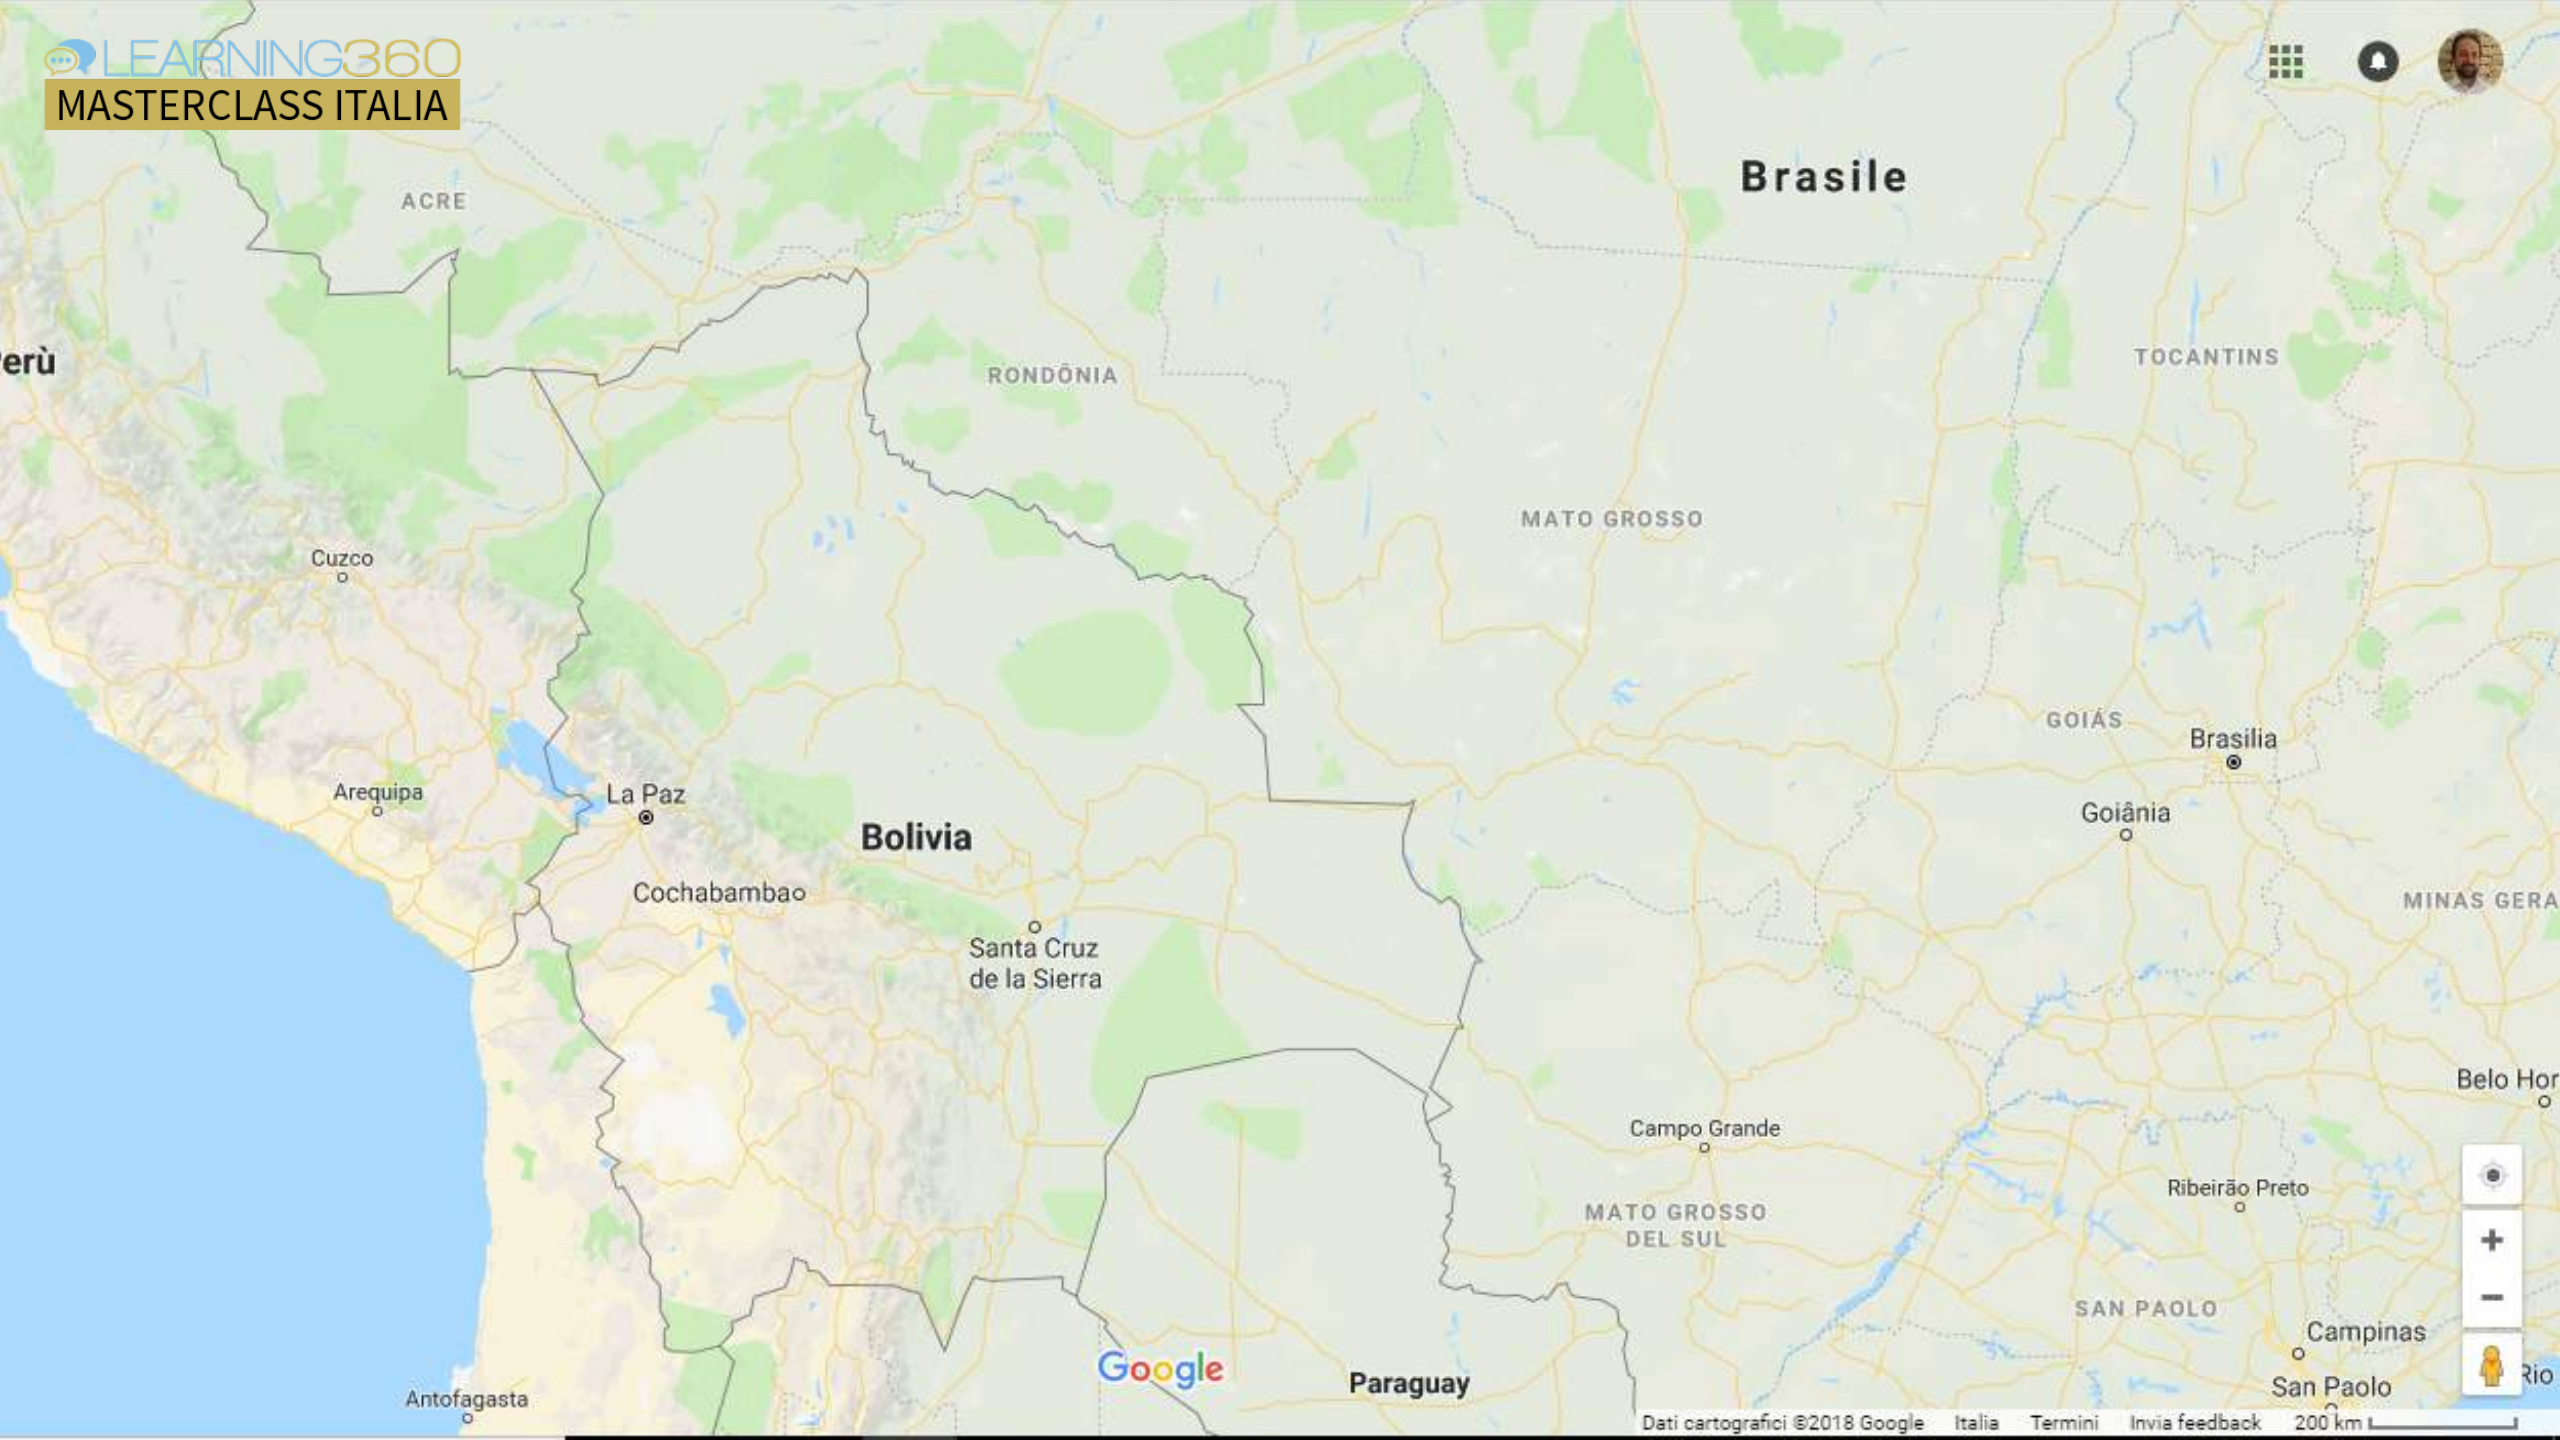 LEARNING360
MASTERCLASS ITALIA
Brasile
ACRE
erù
RONDÔNIA
TOCANTINS
MATO GROSSO
Cuzco
GOIÁS
Brasilia
Arequipa
La Paz
Goiânia
Bolivia
Cochabamba
MINAS GERA
Santa Cruz
de la Sierra
Belo Hor
Campo Grande
Ribeirão Preto
MATO GROSSO
DEL SUL
SAN PAOLO
Campinas
Google
Rio
Paraguay
San Paolo
Antofagasta
Dati cartografici ©2018 Google Italia Termini Invia feedback 200 km